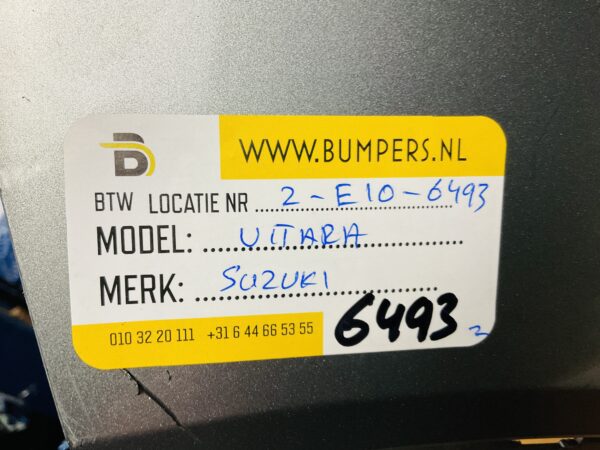 B
WWW.BUMPERS.NL
BTW LOCATIE NR ........ 2-E10-6493
MODEL: ........ VITARA ........
MERK: ........ SUZUKI ........
010 32 20 111 +31 6 44 66 53 55
6493 2